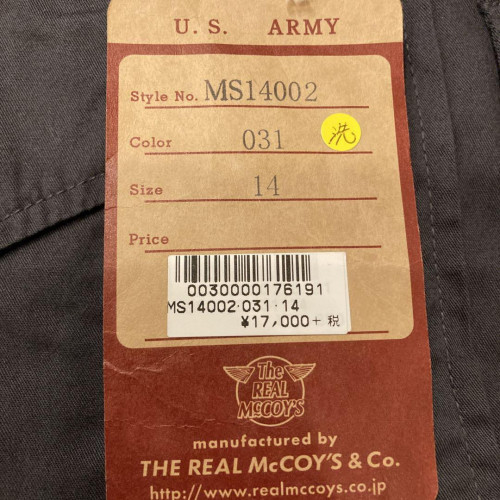 U. S. ARMY
Style No. MS14002
Color 031
洗
Size 14
Price
0030000176191
MS14002・031・14
¥17,000+ 税
The
REAL
McCOY'S
manufactured by
THE REAL McCOY'S & Co.
http://www.realmccoys.co